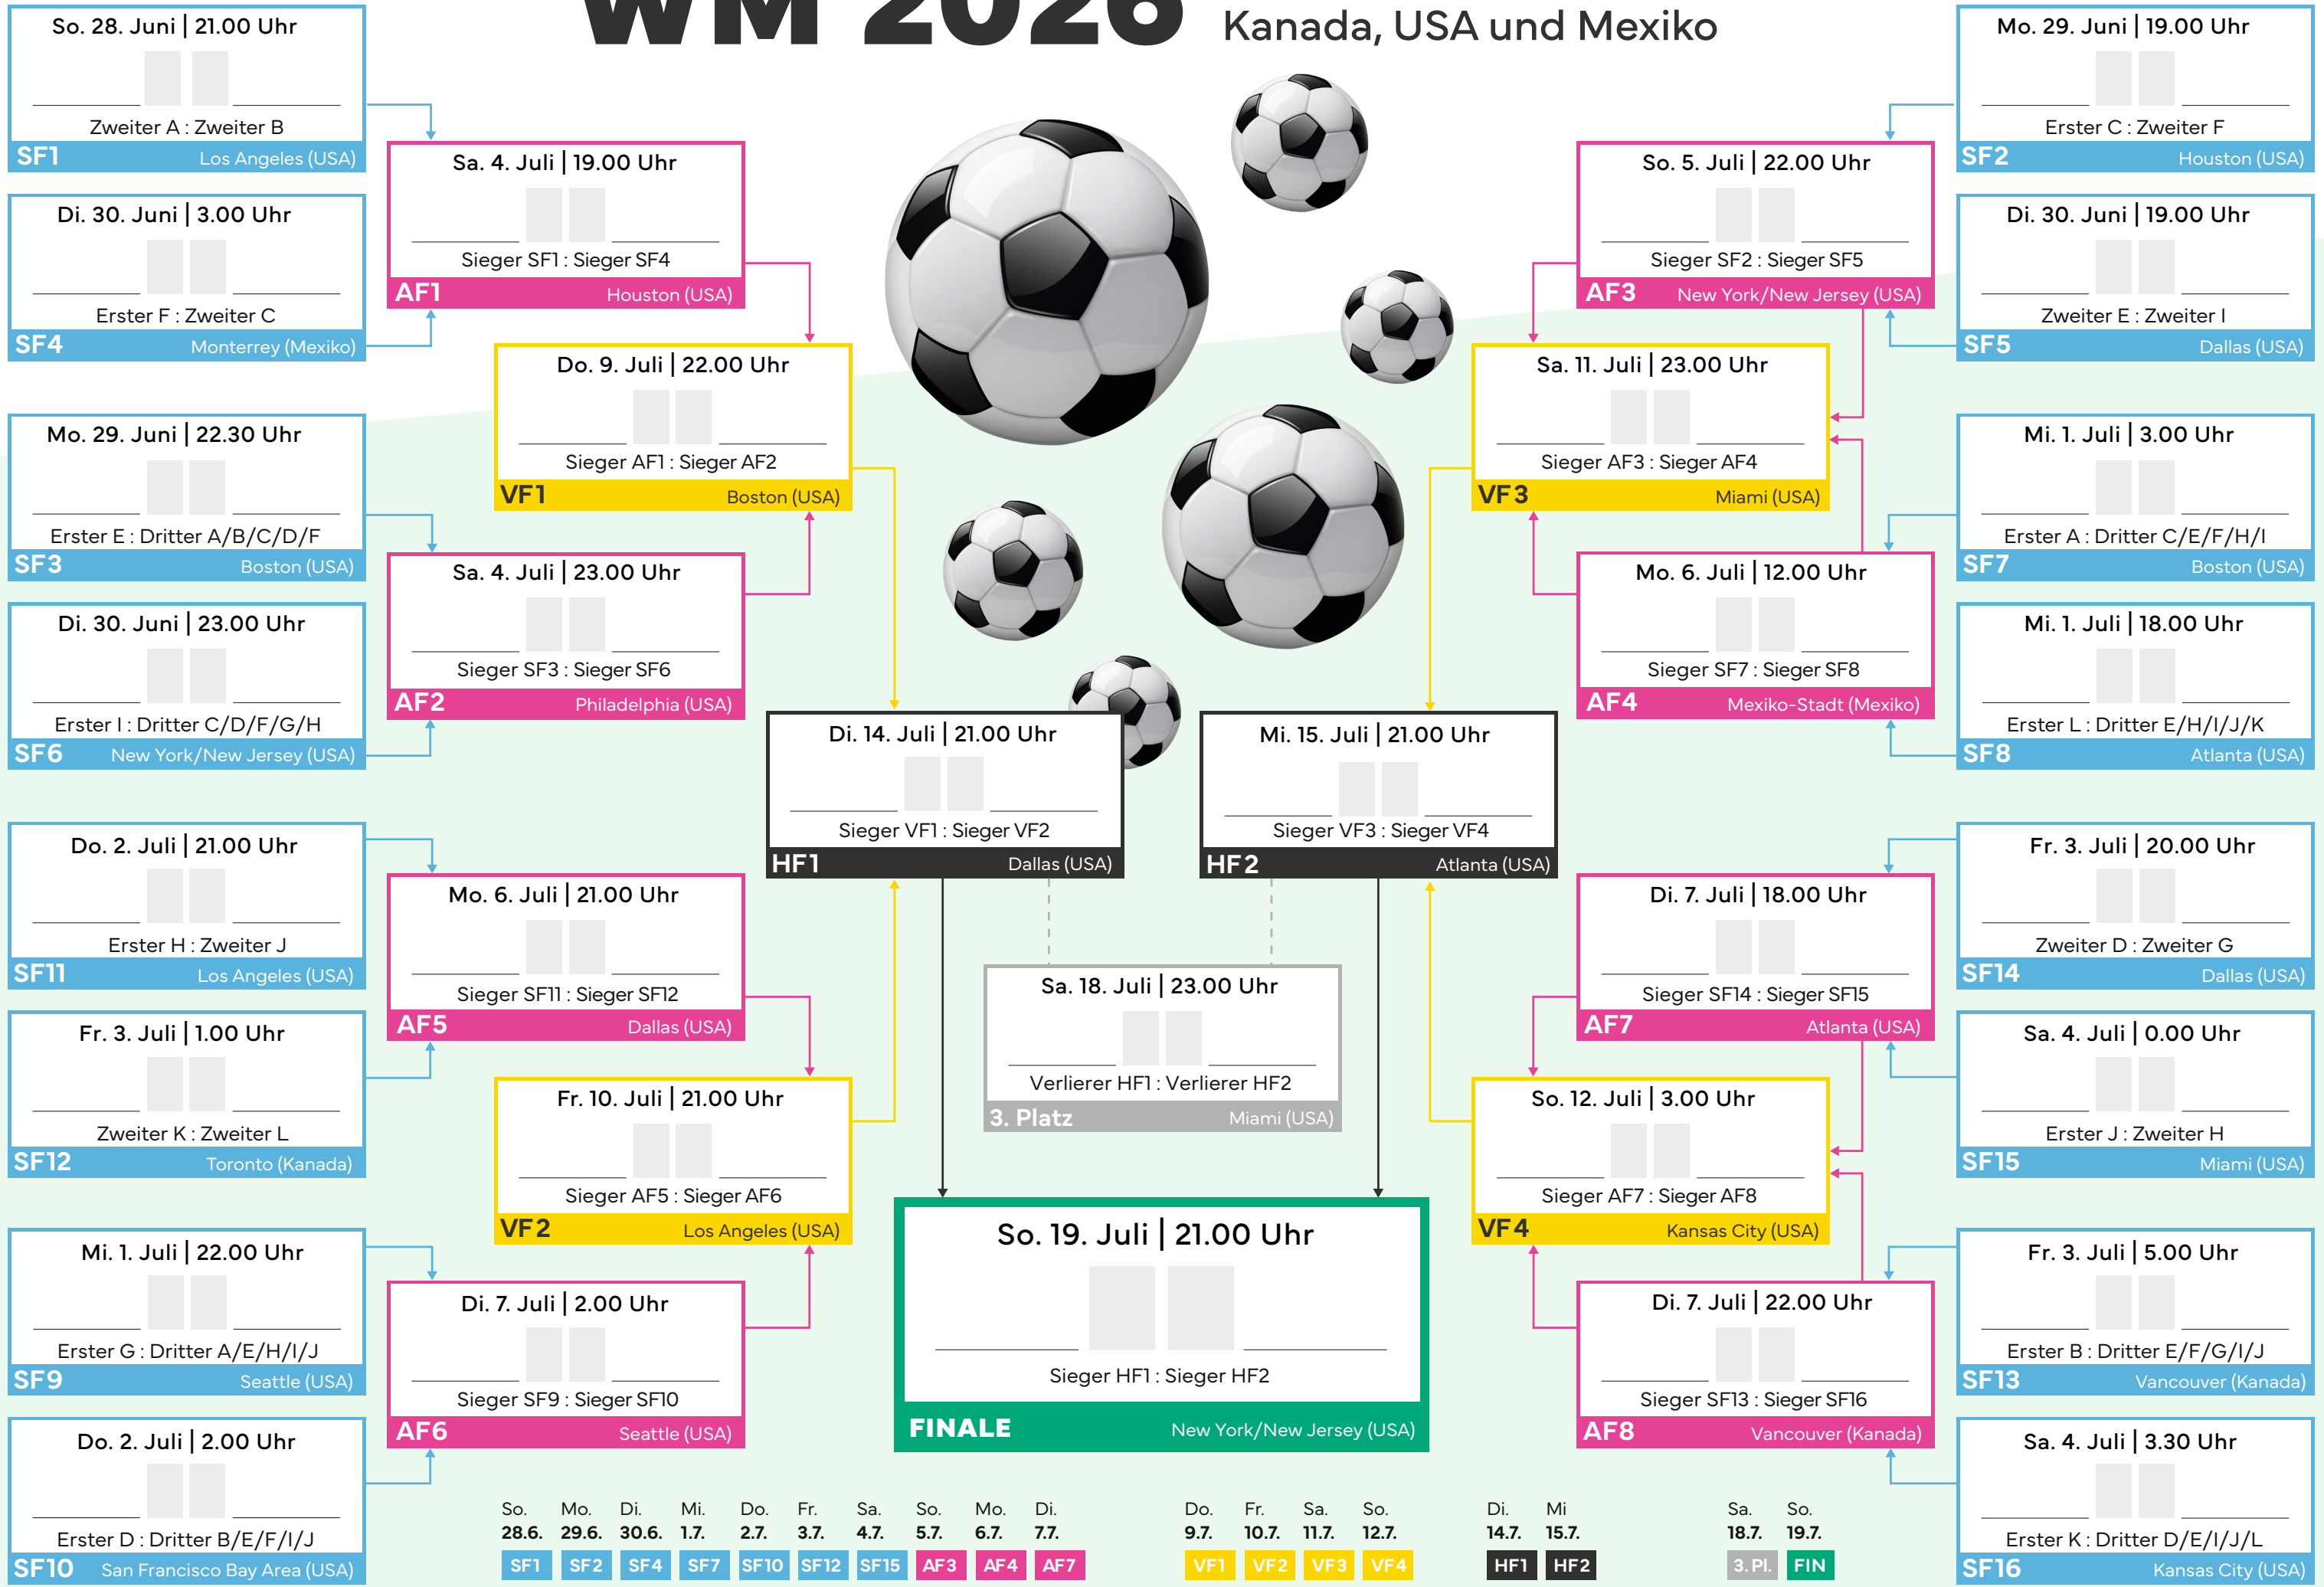 WM 2026
Kanada, USA und Mexiko
So. 28. Juni | 21.00 Uhr
Zweiter A : Zweiter B
SF1 Los Angeles (USA)
Di. 30. Juni | 3.00 Uhr
Erster F : Zweiter C
SF4 Monterrey (Mexiko)
Mo. 29. Juni | 22.30 Uhr
Erster E : Dritter A/B/C/D/F
SF3 Boston (USA)
Di. 30. Juni | 23.00 Uhr
Erster I : Dritter C/D/F/G/H
SF6 New York/New Jersey (USA)
Do. 2. Juli | 21.00 Uhr
Erster H : Zweiter J
SF11 Los Angeles (USA)
Fr. 3. Juli | 1.00 Uhr
Zweiter K : Zweiter L
SF12 Toronto (Kanada)
Mi. 1. Juli | 22.00 Uhr
Erster G : Dritter A/E/H/I/J
SF9 Seattle (USA)
Do. 2. Juli | 2.00 Uhr
Erster D : Dritter B/E/F/I/J
SF10 San Francisco Bay Area (USA)
Sa. 4. Juli | 19.00 Uhr
Sieger SF1 : Sieger SF4
AF1 Houston (USA)
Sa. 4. Juli | 23.00 Uhr
Sieger SF3 : Sieger SF6
AF2 Philadelphia (USA)
Mo. 6. Juli | 21.00 Uhr
Sieger SF11 : Sieger SF12
AF5 Dallas (USA)
Di. 7. Juli | 2.00 Uhr
Sieger SF9 : Sieger SF10
AF6 Seattle (USA)
Do. 9. Juli | 22.00 Uhr
Sieger AF1 : Sieger AF2
VF1 Boston (USA)
Fr. 10. Juli | 21.00 Uhr
Sieger AF5 : Sieger AF6
VF2 Los Angeles (USA)
Di. 14. Juli | 21.00 Uhr
Sieger VF1 : Sieger VF2
HF1 Dallas (USA)
Mi. 15. Juli | 21.00 Uhr
Sieger VF3 : Sieger VF4
HF2 Atlanta (USA)
Sa. 18. Juli | 23.00 Uhr
Verlierer HF1 : Verlierer HF2
3. Platz Miami (USA)
So. 19. Juli | 21.00 Uhr
Sieger HF1 : Sieger HF2
FINALE New York/New Jersey (USA)
Sa. 11. Juli | 23.00 Uhr
Sieger AF3 : Sieger AF4
VF3 Miami (USA)
So. 12. Juli | 3.00 Uhr
Sieger AF7 : Sieger AF8
VF4 Kansas City (USA)
So. 5. Juli | 22.00 Uhr
Sieger SF2 : Sieger SF5
AF3 New York/New Jersey (USA)
Mo. 6. Juli | 12.00 Uhr
Sieger SF7 : Sieger SF8
AF4 Mexiko-Stadt (Mexiko)
Di. 7. Juli | 18.00 Uhr
Sieger SF14 : Sieger SF15
AF7 Atlanta (USA)
Di. 7. Juli | 22.00 Uhr
Sieger SF13 : Sieger SF16
AF8 Vancouver (Kanada)
Mo. 29. Juni | 19.00 Uhr
Erster C : Zweiter F
SF2 Houston (USA)
Di. 30. Juni | 19.00 Uhr
Zweiter E : Zweiter I
SF5 Dallas (USA)
Mi. 1. Juli | 3.00 Uhr
Erster A : Dritter C/E/F/H/I
SF7 Boston (USA)
Mi. 1. Juli | 18.00 Uhr
Erster L : Dritter E/H/I/J/K
SF8 Atlanta (USA)
Fr. 3. Juli | 20.00 Uhr
Zweiter D : Zweiter G
SF14 Dallas (USA)
Sa. 4. Juli | 0.00 Uhr
Erster J : Zweiter H
SF15 Miami (USA)
Fr. 3. Juli | 5.00 Uhr
Erster B : Dritter E/F/G/I/J
SF13 Vancouver (Kanada)
Sa. 4. Juli | 3.30 Uhr
Erster K : Dritter D/E/I/J/L
SF16 Kansas City (USA)
So. Mo. Di. Mi. Do. Fr. Sa. So. Mo. Di. Do. Fr. Sa. So. Di. Mi Sa. So.
28.6. 29.6. 30.6. 1.7. 2.7. 3.7. 4.7. 5.7. 6.7. 7.7. 9.7. 10.7. 11.7. 12.7. 14.7. 15.7. 18.7. 19.7.
SF1 SF2 SF4 SF7 SF10 SF12 SF15 AF3 AF4 AF7 VF1 VF2 VF3 VF4 HF1 HF2 3. Pl. FIN